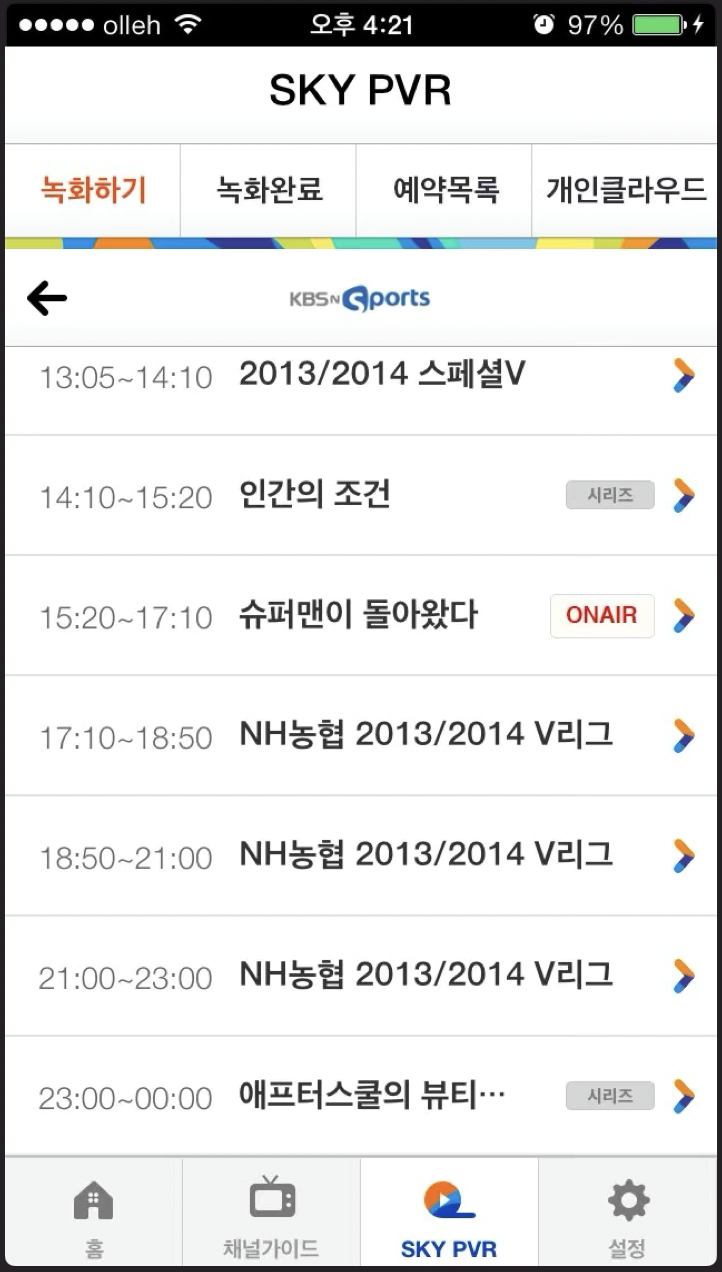 olleh 오후 4:21 97%
SKY PVR
녹화하기 녹화완료 예약목록 개인클라우드
KBS N Sports
13:05~14:10 2013/2014 스페셜V
14:10~15:20 인간의 조건 시리즈
15:20~17:10 슈퍼맨이 돌아왔다 ONAIR
17:10~18:50 NH농협 2013/2014 V리그
18:50~21:00 NH농협 2013/2014 V리그
21:00~23:00 NH농협 2013/2014 V리그
23:00~00:00 애프터스쿨의 뷰티… 시리즈
홈 채널가이드 SKY PVR 설정